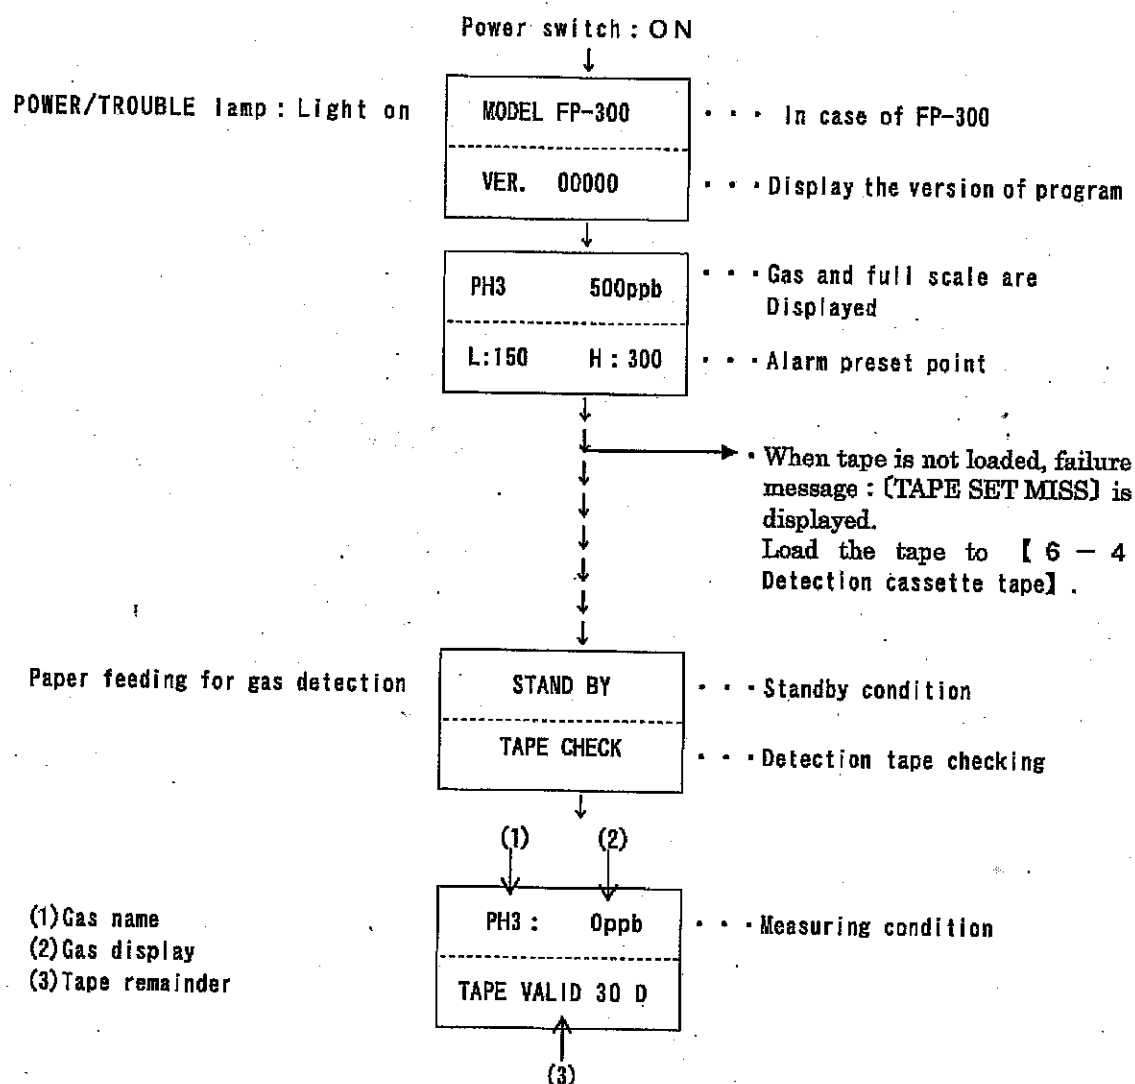 Power switch : ON
POWER/TROUBLE lamp : Light on
MODEL FP-300
・・・ In case of FP-300
VER. 00000
・・・Display the version of program
PH3 500ppb
・・・Gas and full scale are
Displayed
L:150 H : 300
・・・Alarm preset point
・When tape is not loaded, failure
message : 〔TAPE SET MISS〕 is
displayed.
Load the tape to 【 6 － 4
Detection cassette tape】 .
Paper feeding for gas detection
STAND BY
・・・Standby condition
TAPE CHECK
・・・Detection tape checking
(1) (2)
(1)Gas name
(2)Gas display
(3)Tape remainder
PH3 : 0ppb
・・・Measuring condition
TAPE VALID 30 D
(3)